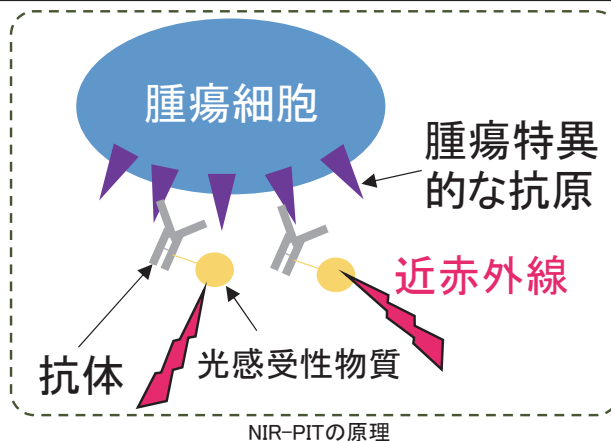 腫瘍細胞
腫瘍特異
的な抗原
近赤外線
抗体
光感受性物質
NIR-PITの原理